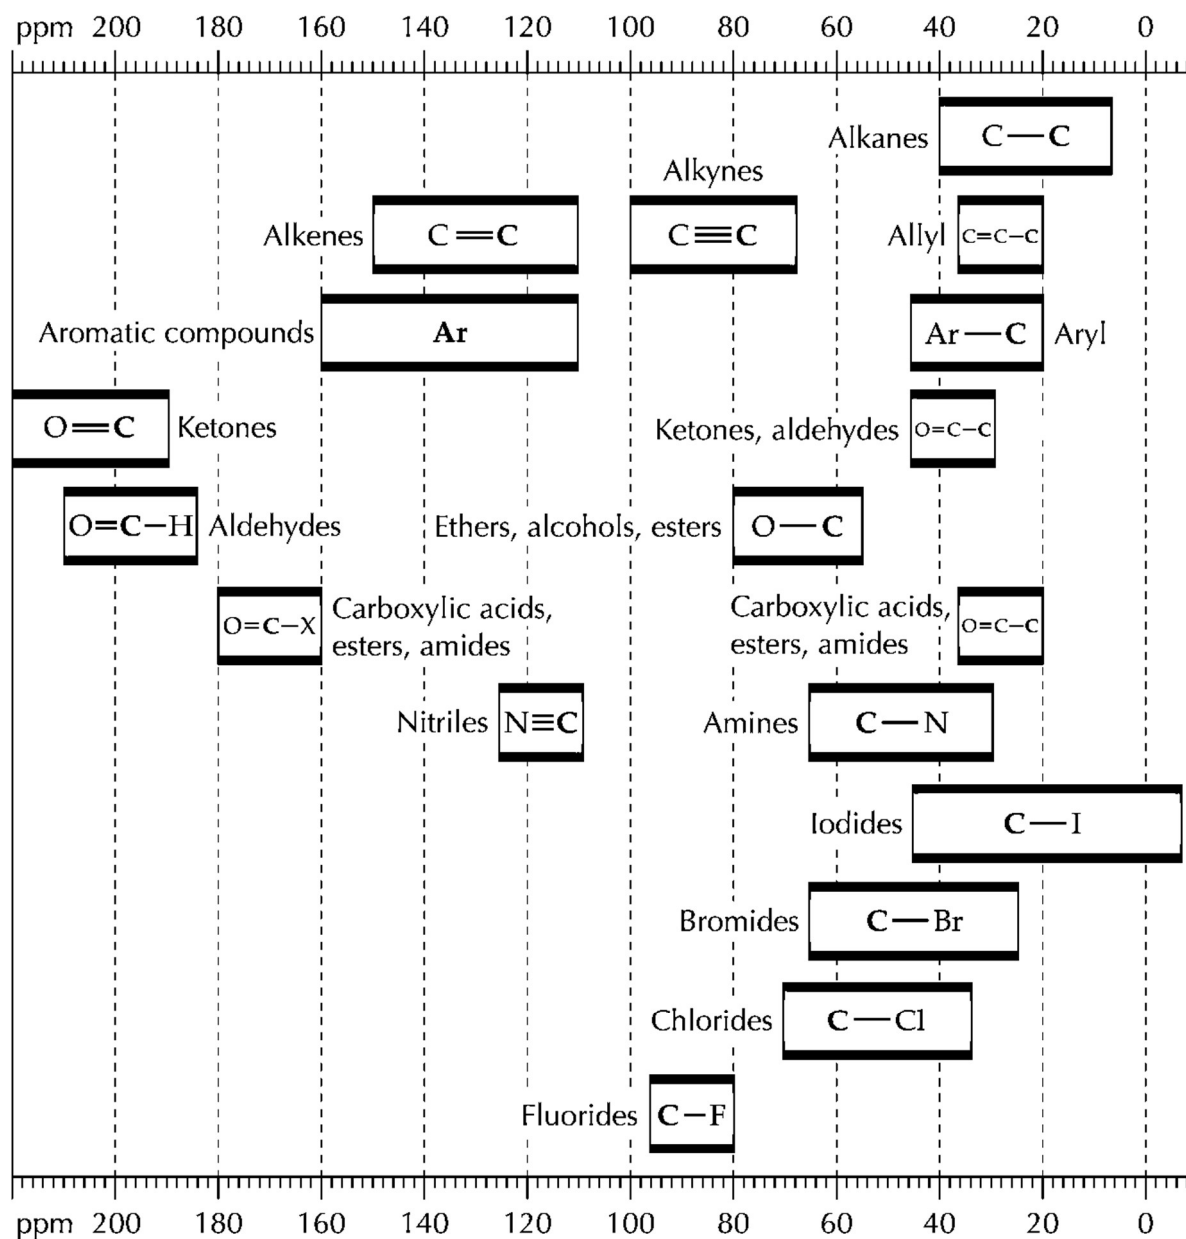 ppm 200 180 160 140 120 100 80 60 40 20 0
Alkanes C—C
Alkynes
Alkenes C=C C≡C Allyl C=C–C
Aromatic compounds Ar Ar—C Aryl
O=C Ketones Ketones, aldehydes O=C–C
O=C–H Aldehydes Ethers, alcohols, esters O—C
O=C–X Carboxylic acids, Carboxylic acids, O=C–C
esters, amides esters, amides
Nitriles N≡C Amines C—N
Iodides C—I
Bromides C—Br
Chlorides C—Cl
Fluorides C–F
ppm 200 180 160 140 120 100 80 60 40 20 0